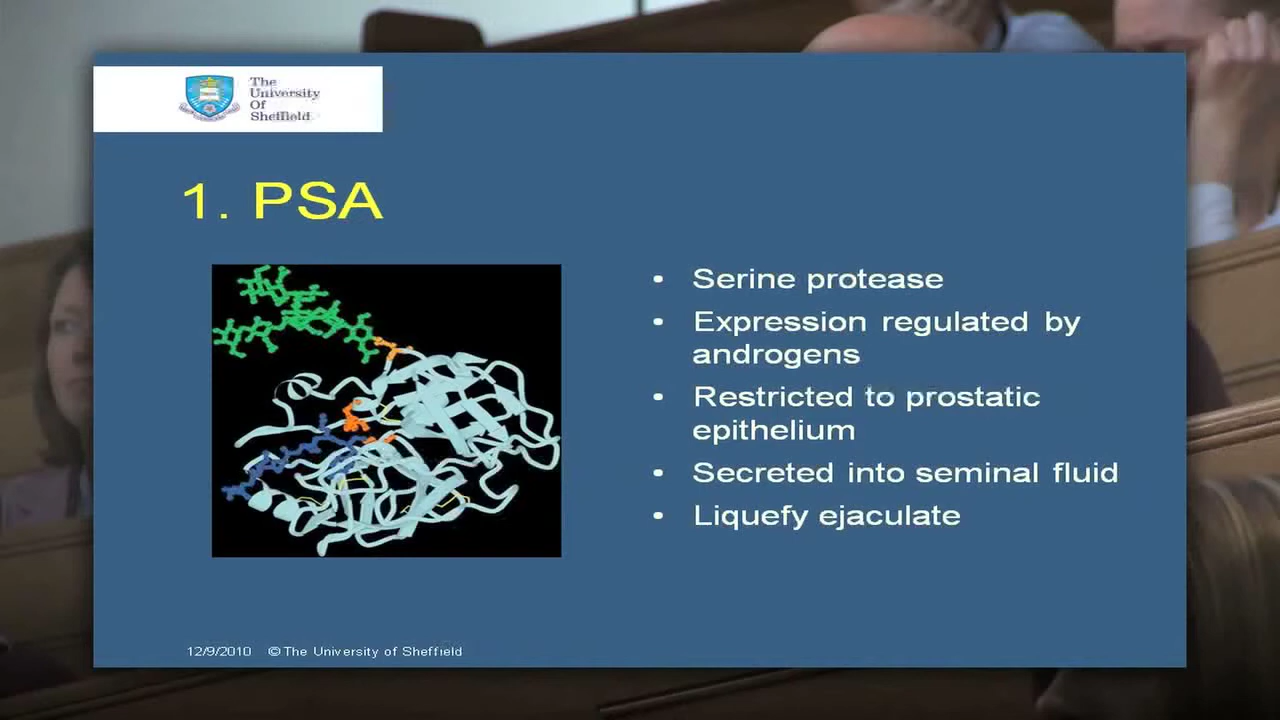 The
University
Of
Sheffield
1. PSA
• Serine protease
• Expression regulated by
androgens
• Restricted to prostatic
epithelium
• Secreted into seminal fluid
• Liquefy ejaculate
12/9/2010 © The University of Sheffield